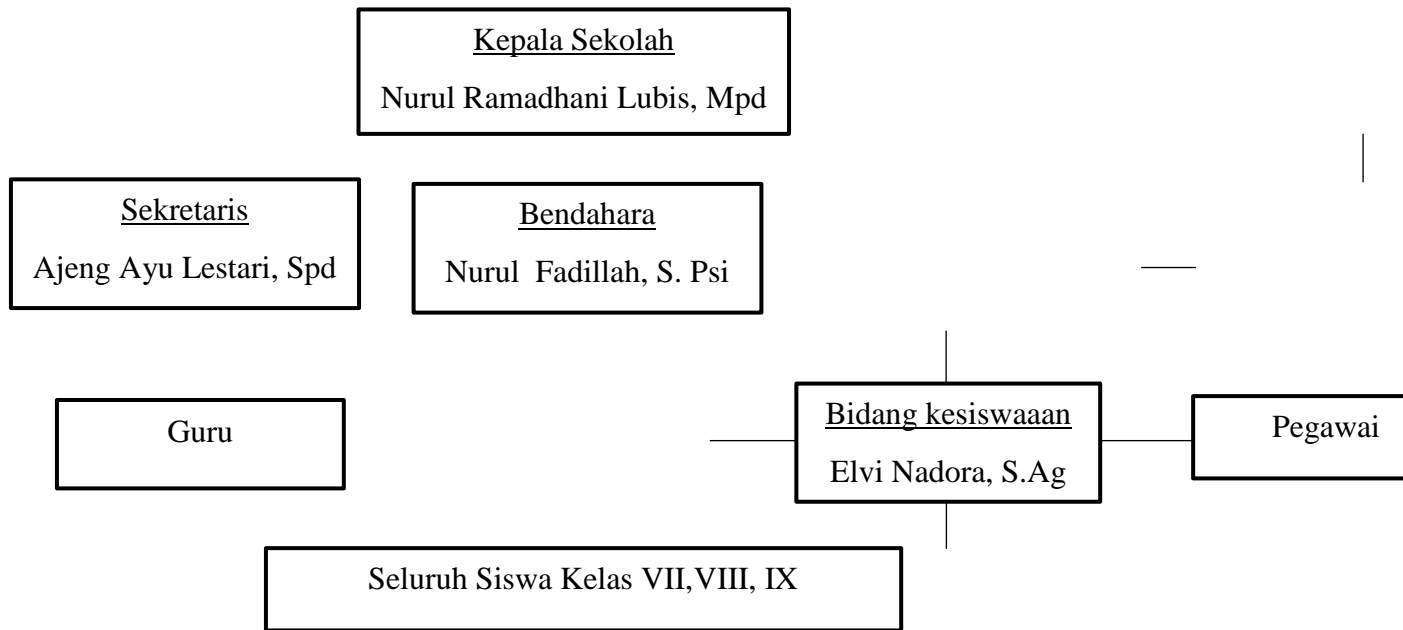 Kepala Sekolah
Nurul Ramadhani Lubis, Mpd
Sekretaris
Ajeng Ayu Lestari, Spd
Bendahara
Nurul  Fadillah, S. Psi
Guru
Bidang kesiswaaan
Elvi Nadora, S.Ag
Pegawai
Seluruh Siswa Kelas VII,VIII, IX